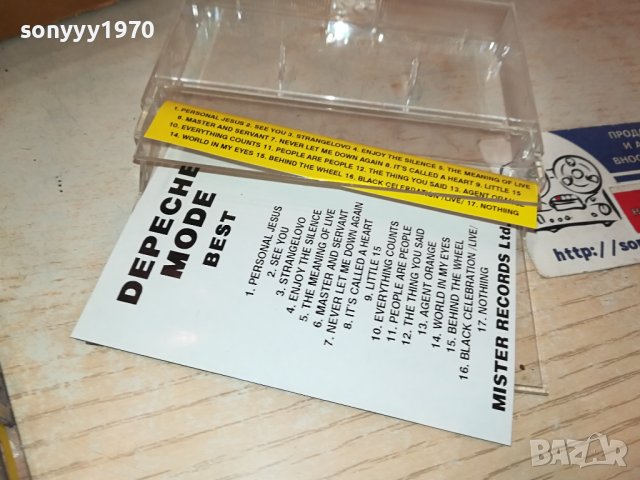 sonyyy1970
1. PERSONAL JESUS 2. SEE YOU 3. STRANGELOVO 4. ENJOY THE SILENCE 5. THE MEANING OF LIVE
6. MASTER AND SERVANT 7. NEVER LET ME DOWN AGAIN 8. IT'S CALLED A HEART 9. LITTLE 15
10. EVERYTHING COUNTS 11. PEOPLE ARE PEOPLE 12. THE THING YOU SAID 13. AGENT ORANGE
14. WORLD IN MY EYES 15. BEHIND THE WHEEL 16. BLACK CELEBRATION /LIVE/ 17. NOTHING
DEPECHE
MODE
BEST
1. PERSONAL JESUS
2. SEE YOU
3. STRANGELOVO
4. ENJOY THE SILENCE
5. THE MEANING OF LIVE
6. MASTER AND SERVANT
7. NEVER LET ME DOWN AGAIN
8. IT'S CALLED A HEART
9. LITTLE 15
10. EVERYTHING COUNTS
11. PEOPLE ARE PEOPLE
12. THE THING YOU SAID
13. AGENT ORANGE
14. WORLD IN MY EYES
15. BEHIND THE WHEEL
16. BLACK CELEBRATION /LIVE/
17. NOTHING
MISTER RECORDS Ltd.
ПРОДА
И А
ВНОС
http://so
BAZAR